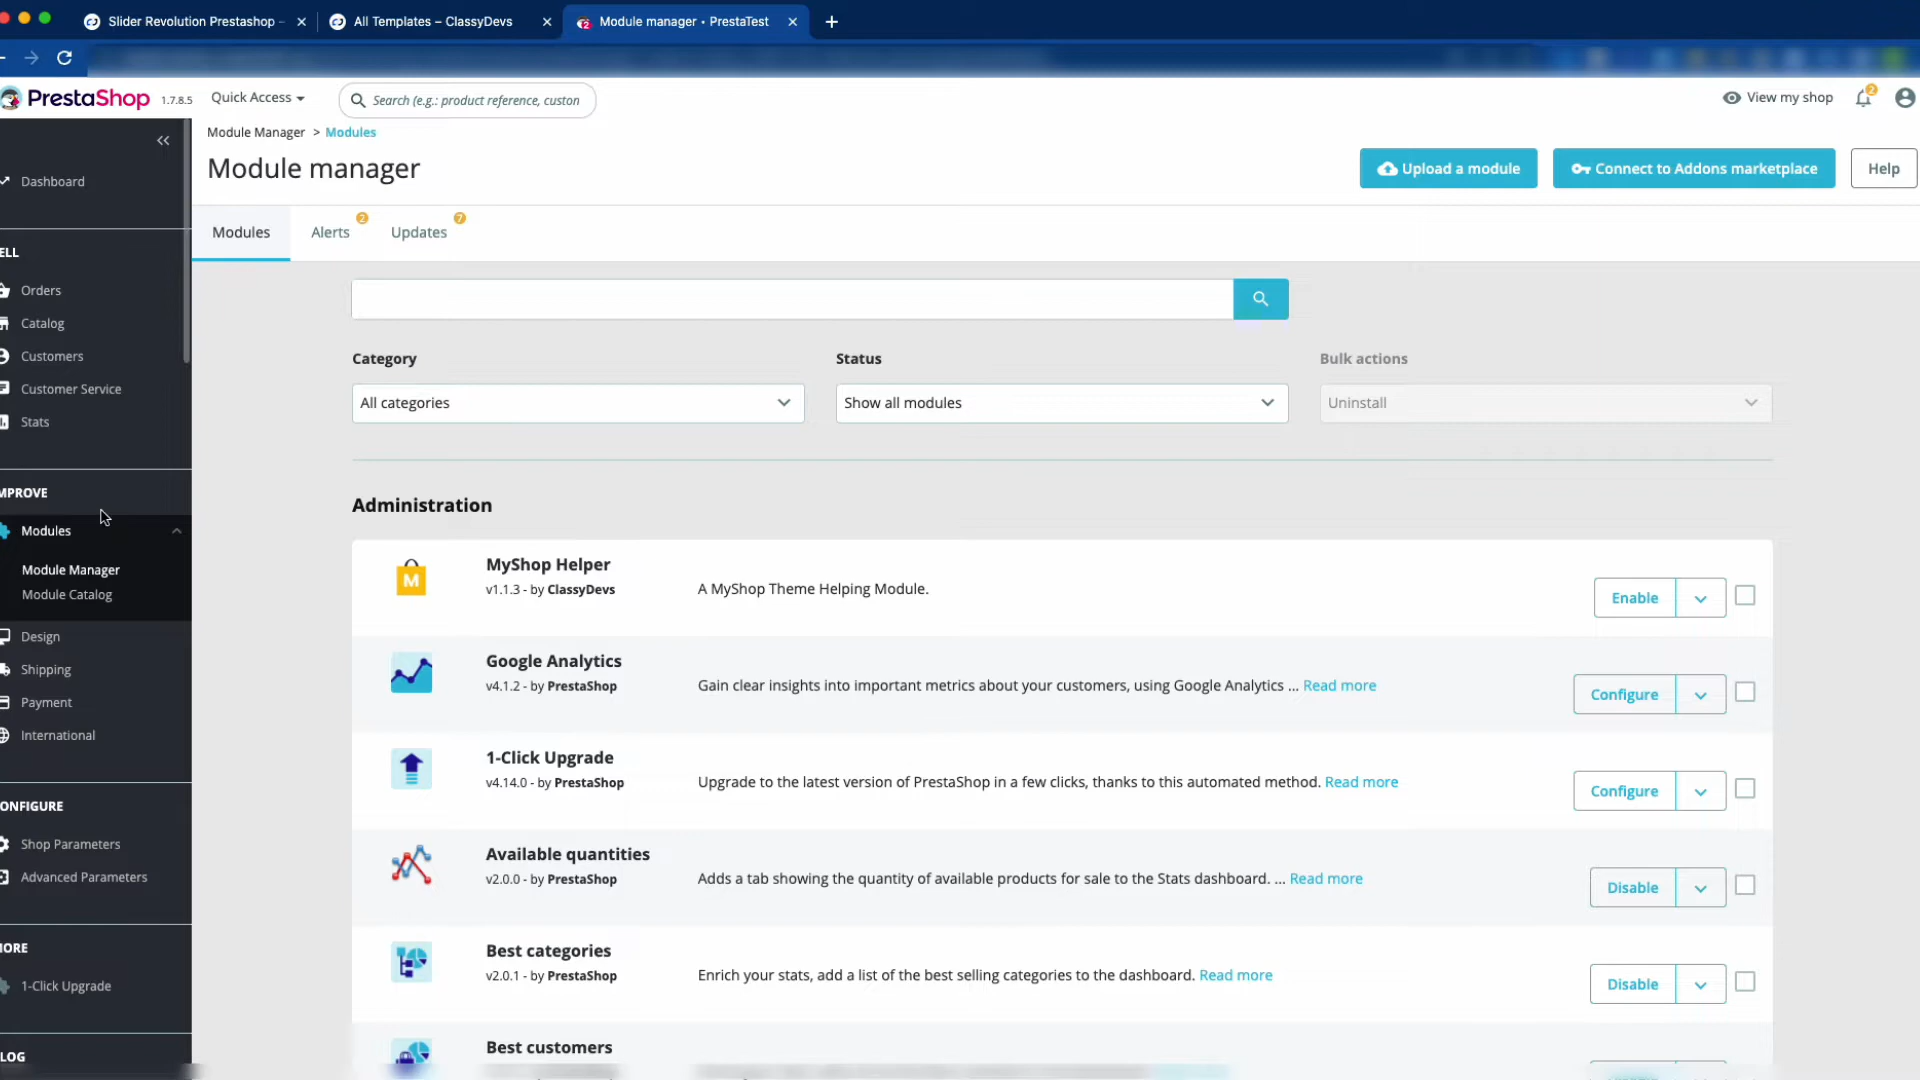 Slider Revolution Prestashop –
All Templates – ClassyDevs
Module manager • PrestaTest
PrestaShop 1.7.8.5
Quick Access
Search (e.g.: product reference, custon
View my shop
2
Module Manager > Modules
Module manager
Upload a module
Connect to Addons marketplace
Help
Modules
Alerts 2
Updates 7
Dashboard
ELL
Orders
Catalog
Customers
Customer Service
Stats
MPROVE
Modules
Module Manager
Module Catalog
Design
Shipping
Payment
International
ONFIGURE
Shop Parameters
Advanced Parameters
MORE
1-Click Upgrade
LOG
Category
Status
Bulk actions
All categories
Show all modules
Uninstall
Administration
M
MyShop Helper
v1.1.3 - by ClassyDevs
A MyShop Theme Helping Module.
Enable
Google Analytics
v4.1.2 - by PrestaShop
Gain clear insights into important metrics about your customers, using Google Analytics ... Read more
Configure
1-Click Upgrade
v4.14.0 - by PrestaShop
Upgrade to the latest version of PrestaShop in a few clicks, thanks to this automated method. Read more
Configure
Available quantities
v2.0.0 - by PrestaShop
Adds a tab showing the quantity of available products for sale to the Stats dashboard. ... Read more
Disable
Best categories
v2.0.1 - by PrestaShop
Enrich your stats, add a list of the best selling categories to the dashboard. Read more
Disable
Best customers